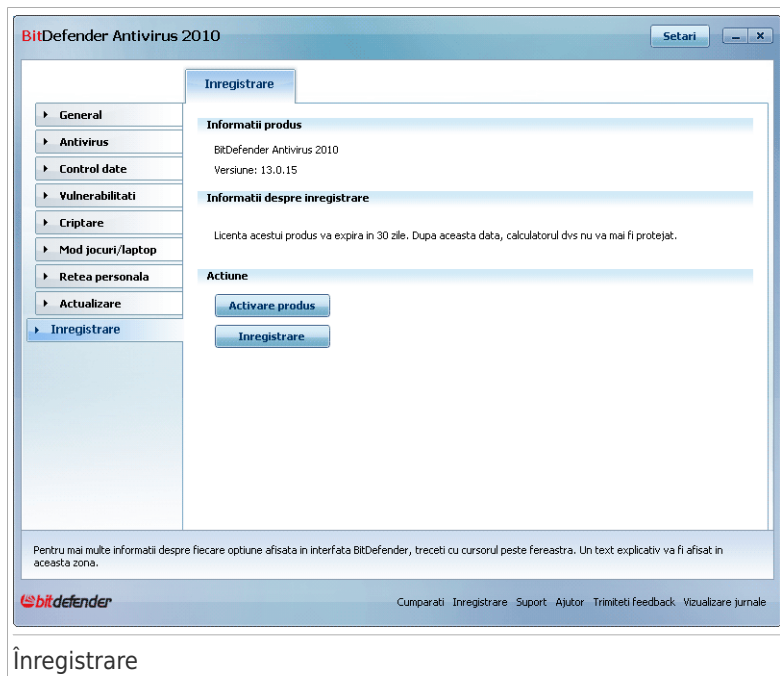 BitDefender Antivirus 2010
Setari
Inregistrare
General
Antivirus
Control date
Vulnerabilitati
Criptare
Mod jocuri/laptop
Retea personala
Actualizare
Inregistrare
Informatii produs
BitDefender Antivirus 2010
Versiune: 13.0.15
Informatii despre inregistrare
Licenta acestui produs va expira in 30 zile. Dupa aceasta data, calculatorul dvs nu va mai fi protejat.
Actiune
Activare produs
Inregistrare
Pentru mai multe informatii despre fiecare optiune afisata in interfata BitDefender, treceti cu cursorul peste fereastra. Un text explicativ va fi afisat in
aceasta zona.
bitdefender
Cumparati Inregistrare Suport Ajutor Trimiteti feedback Vizualizare jurnale
Înregistrare